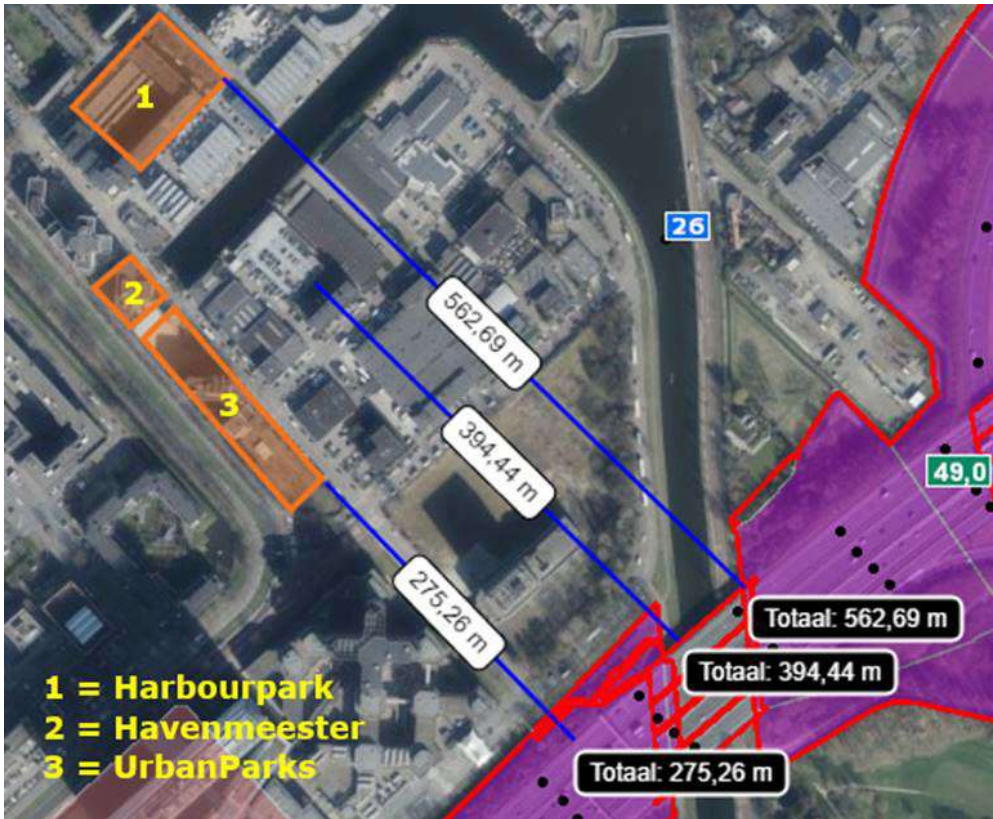 1
26
2
562,69 m
3
394,44 m
49,0
275,26 m
Totaal: 562,69 m
Totaal: 394,44 m
1 = Harbourpark
2 = Havenmeester
3 = UrbanParks
Totaal: 275,26 m